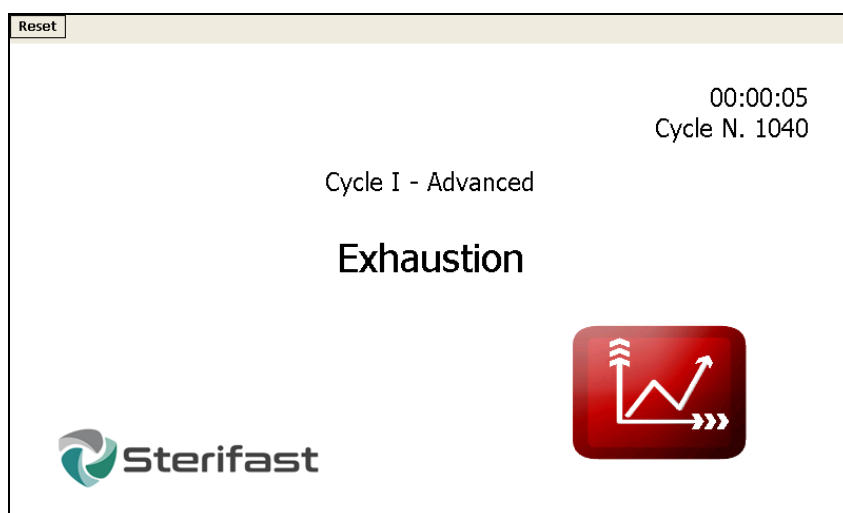 Reset
00:00:05
Cycle N. 1040
Cycle I - Advanced
Exhaustion
Sterifast